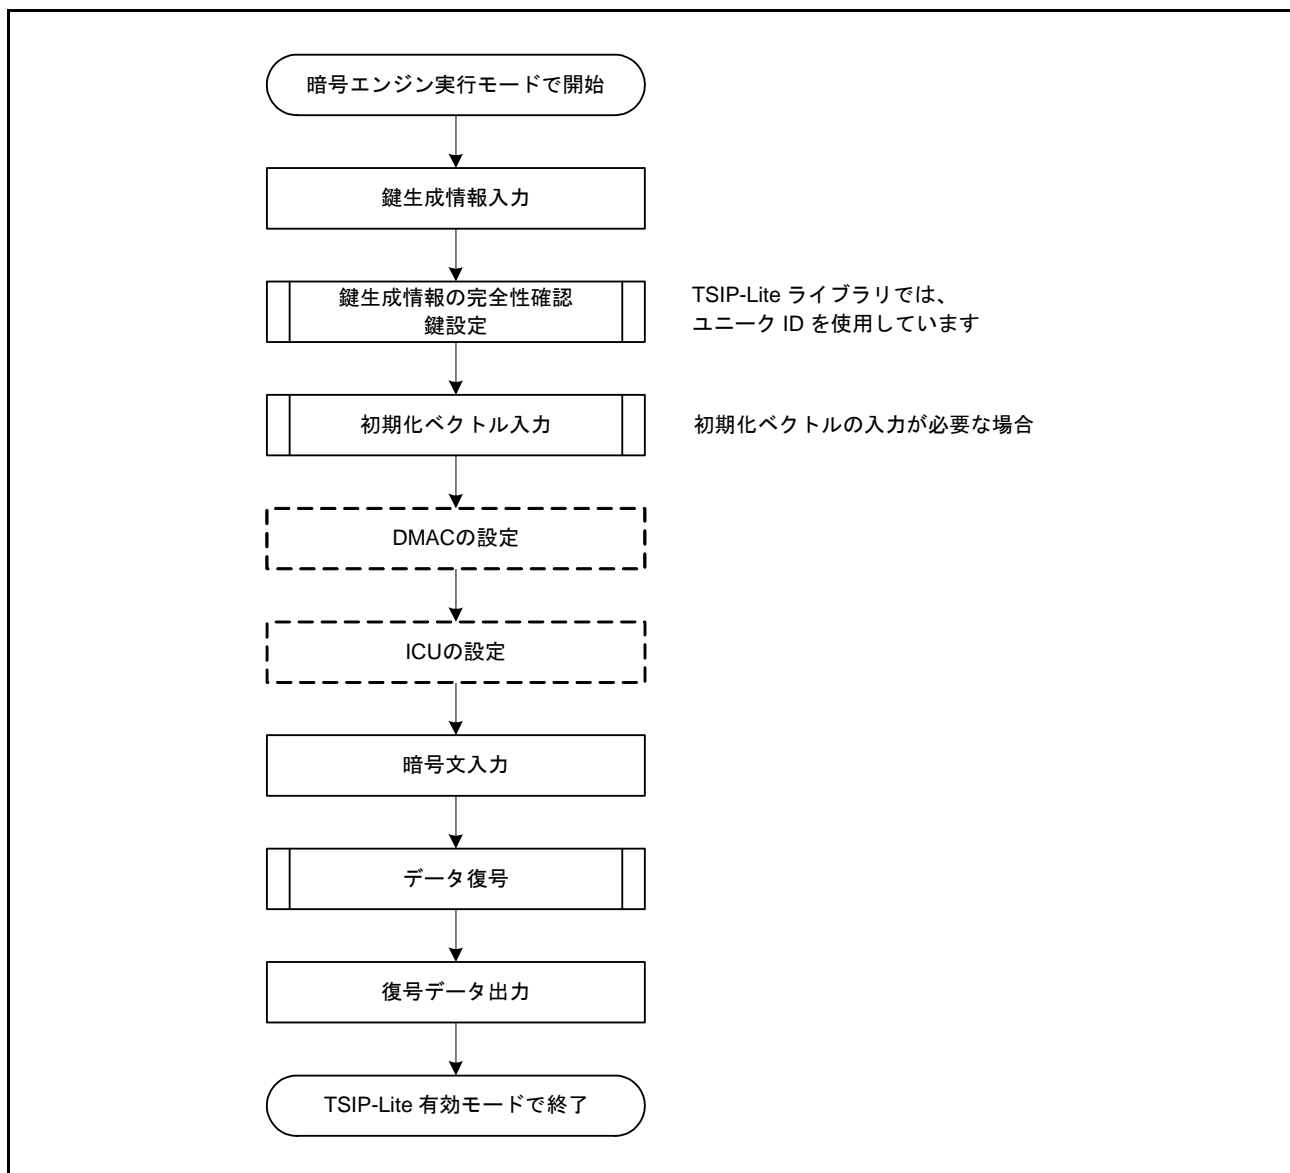 暗号エンジン実行モードで開始
鍵生成情報入力
鍵生成情報の完全性確認
鍵設定
TSIP-Lite ライブラリでは、
ユニーク ID を使用しています
初期化ベクトル入力
初期化ベクトルの入力が必要な場合
DMACの設定
ICUの設定
暗号文入力
データ復号
復号データ出力
TSIP-Lite 有効モードで終了